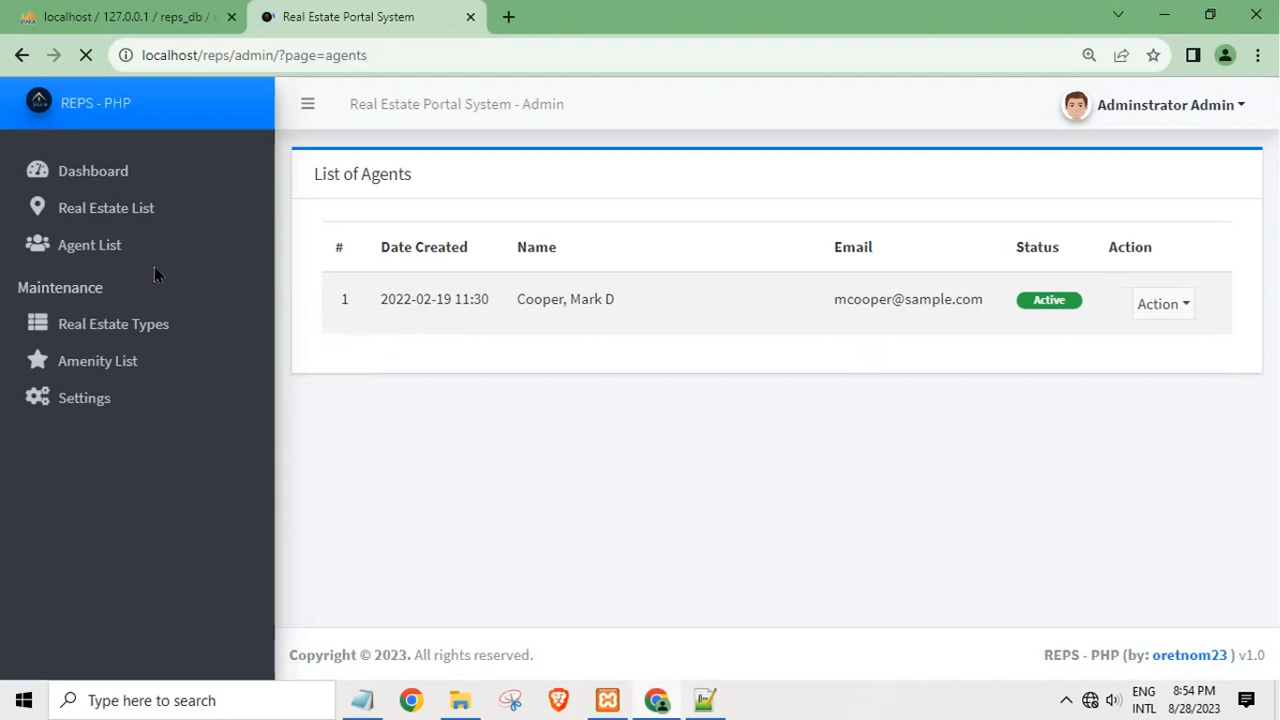 localhost / 127.0.0.1 / reps_db /
Real Estate Portal System
localhost/reps/admin/?page=agents
REPS - PHP
Real Estate Portal System - Admin
Adminstrator Admin
Dashboard
Real Estate List
Agent List
Maintenance
Real Estate Types
Amenity List
Settings
List of Agents
# Date Created Name Email Status Action
1 2022-02-19 11:30 Cooper, Mark D mcooper@sample.com Active Action
Copyright © 2023. All rights reserved.
REPS - PHP (by: oretnom23 ) v1.0
Type here to search
ENG
INTL
8:54 PM
8/28/2023